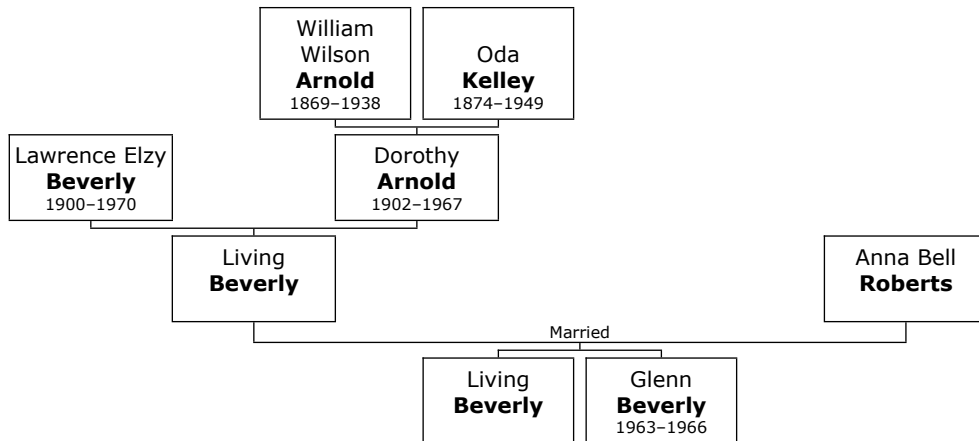 William
Wilson
Arnold
1869–1938
Oda
Kelley
1874–1949
Lawrence Elzy
Beverly
1900–1970
Dorothy
Arnold
1902–1967
Living
Beverly
Anna Bell
Roberts
Married
Living
Beverly
Glenn
Beverly
1963–1966